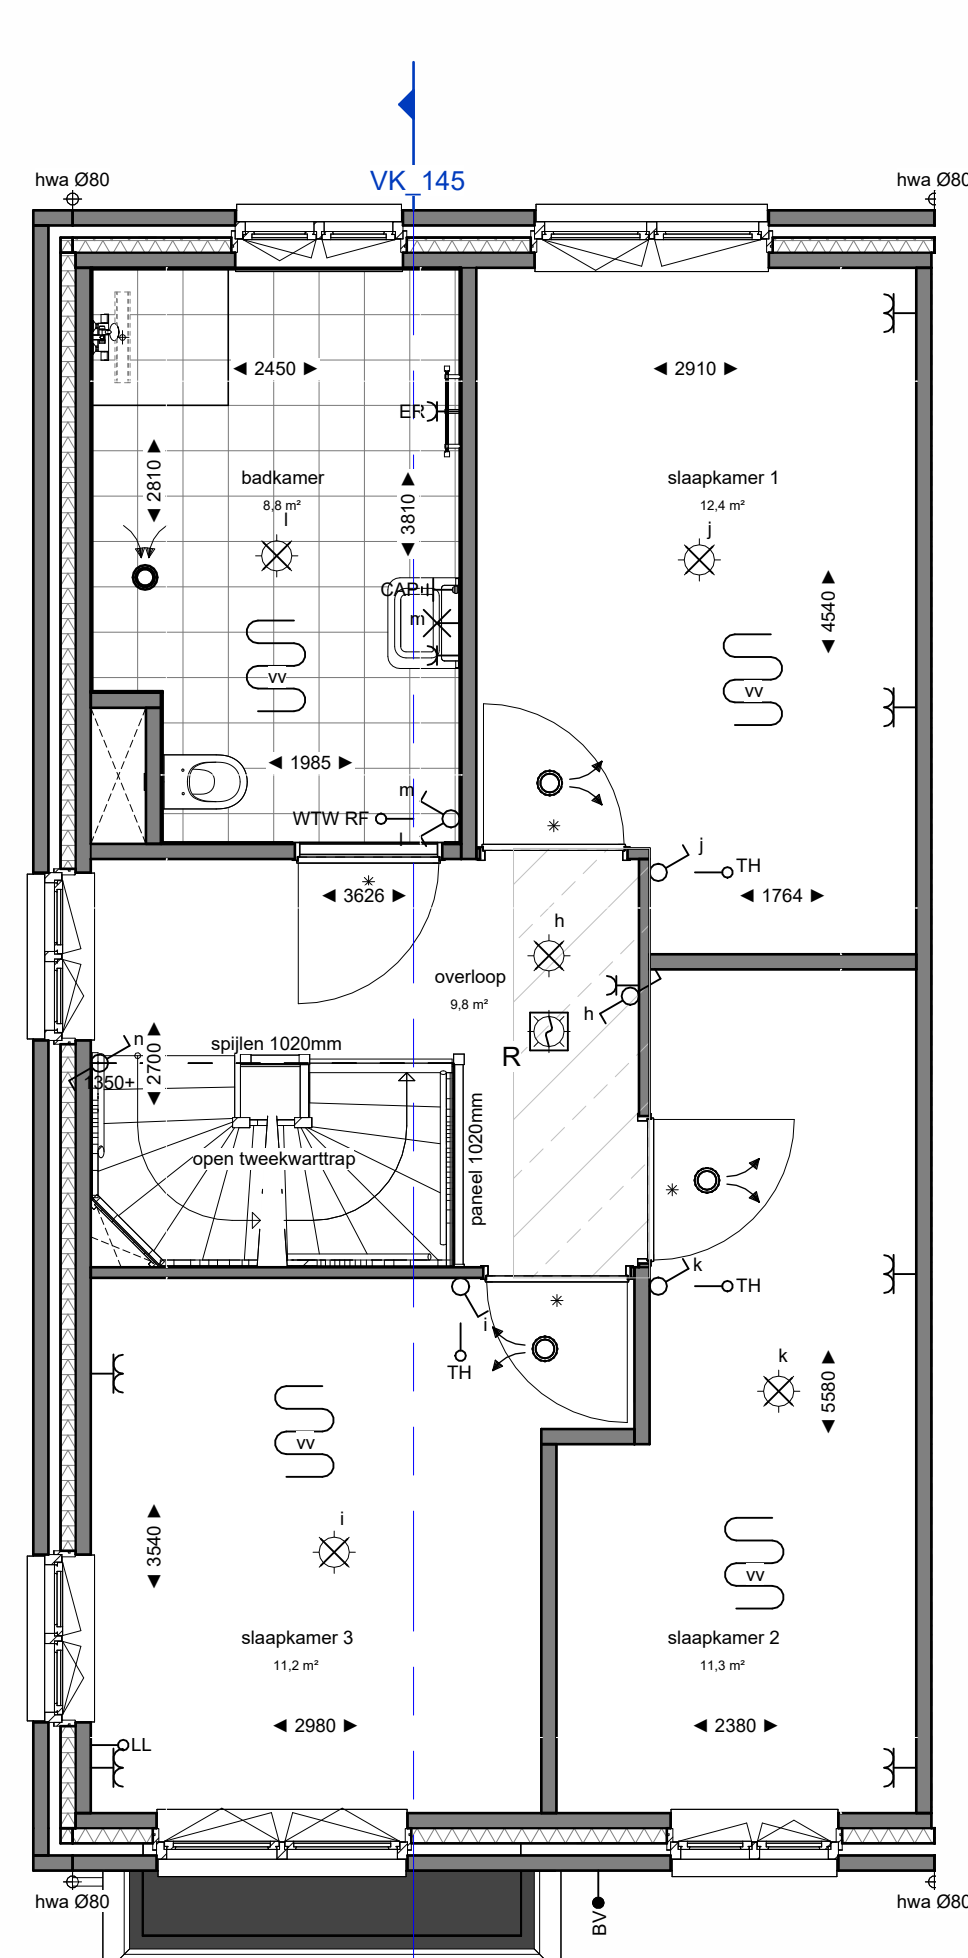 VK_145
hwa Ø80
hwa Ø80
2450
2910
ER
2810
badkamer
8,8 m²
l
3810
slaapkamer 1
12,4 m²
j
CAP
m
4540
vv
vv
1985
m
WTW RF
l
j
TH
3626
1764
h
overloop
9,8 m²
h
n
2700
spijlen 1020mm
R
1350+
paneel 1020mm
open tweekwarttrap
k
TH
i
TH
k
5580
vv
i
3540
vv
slaapkamer 3
11,2 m²
slaapkamer 2
11,3 m²
2980
2380
LL
hwa Ø80
BV
hwa Ø80